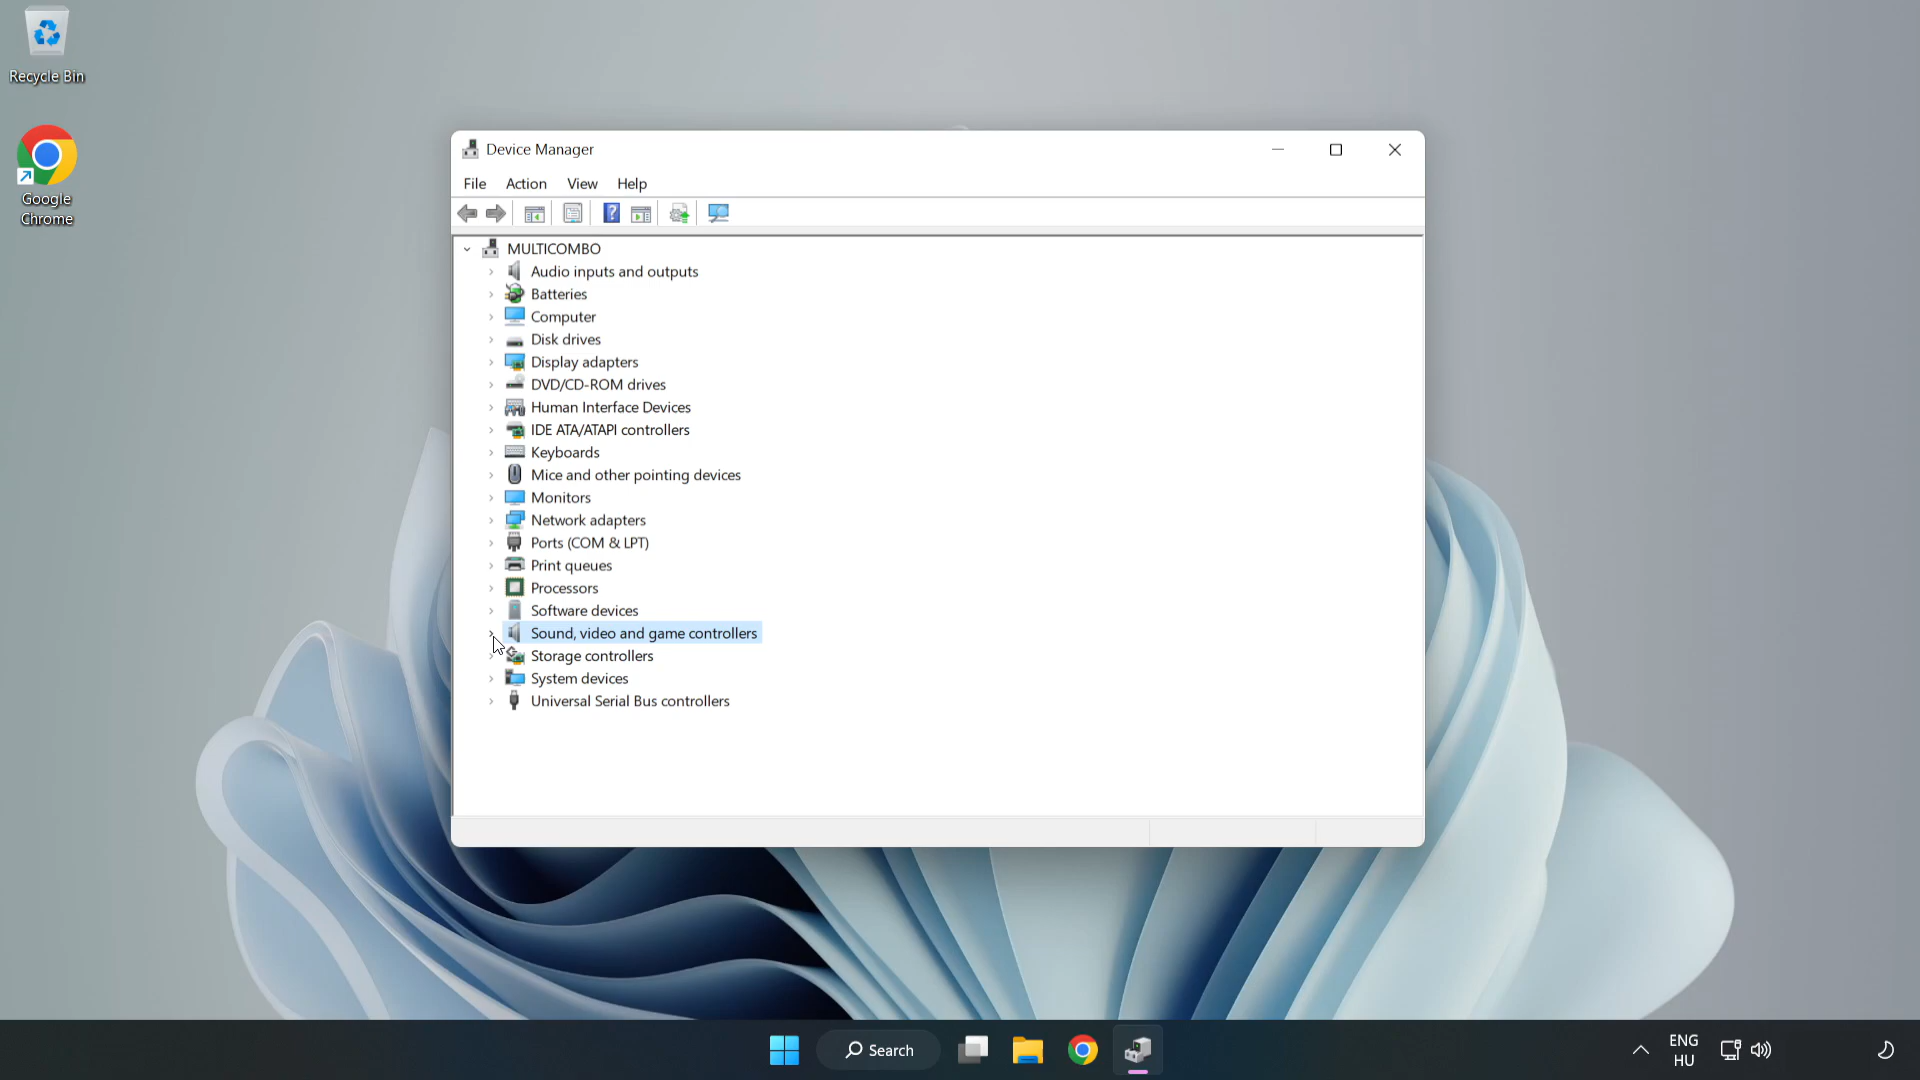 Recycle Bin
Google
Chrome
Device Manager
File Action View Help
MULTICOMBO
Audio inputs and outputs
Batteries
Computer
Disk drives
Display adapters
DVD/CD-ROM drives
Human Interface Devices
IDE ATA/ATAPI controllers
Keyboards
Mice and other pointing devices
Monitors
Network adapters
Ports (COM & LPT)
Print queues
Processors
Software devices
Sound, video and game controllers
Storage controllers
System devices
Universal Serial Bus controllers
Search
ENG
HU